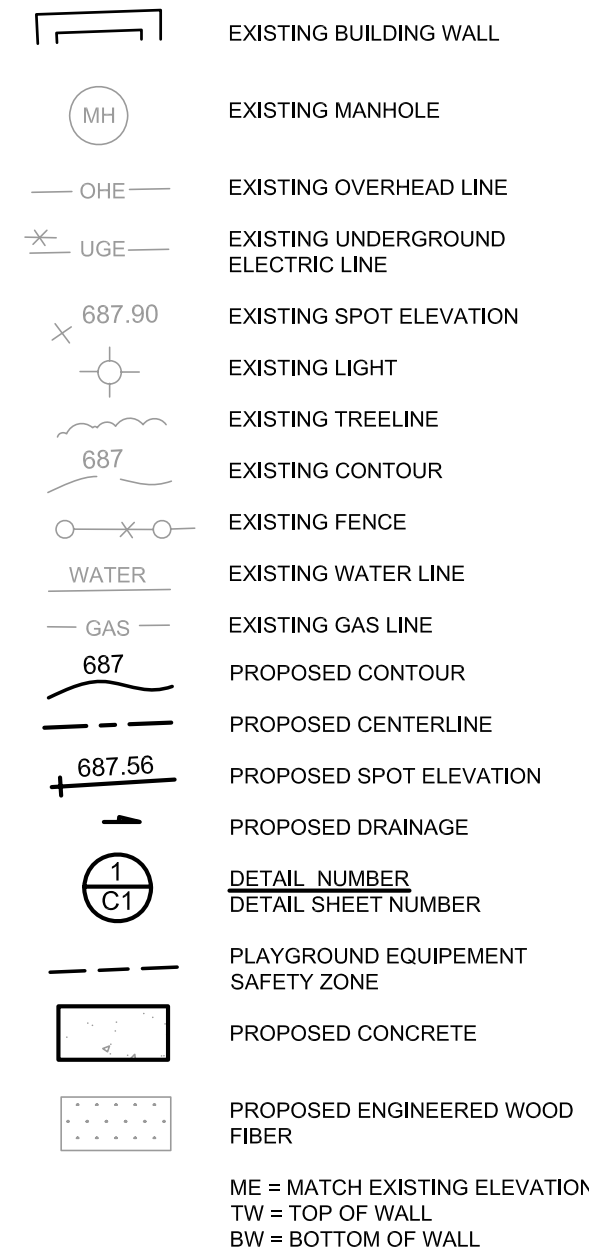 EXISTING BUILDING WALL
MH EXISTING MANHOLE
OHE EXISTING OVERHEAD LINE
UGE EXISTING UNDERGROUND
ELECTRIC LINE
687.90 EXISTING SPOT ELEVATION
EXISTING LIGHT
EXISTING TREELINE
687 EXISTING CONTOUR
EXISTING FENCE
WATER EXISTING WATER LINE
GAS EXISTING GAS LINE
687 PROPOSED CONTOUR
PROPOSED CENTERLINE
687.56 PROPOSED SPOT ELEVATION
PROPOSED DRAINAGE
1 DETAIL NUMBER
C1 DETAIL SHEET NUMBER
PLAYGROUND EQUIPEMENT
SAFETY ZONE
PROPOSED CONCRETE
PROPOSED ENGINEERED WOOD
FIBER
ME = MATCH EXISTING ELEVATION
TW = TOP OF WALL
BW = BOTTOM OF WALL